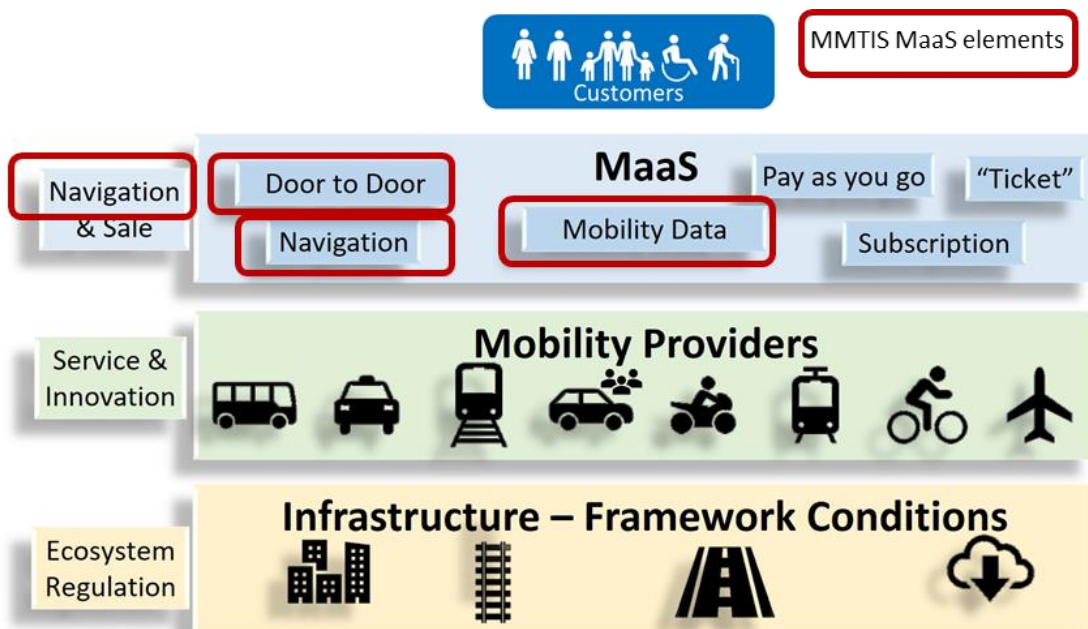 MMTIS MaaS elements
Customers
MaaS
Navigation
& Sale
Door to Door
Pay as you go
“Ticket”
Navigation
Mobility Data
Subscription
Mobility Providers
Service &
Innovation
Infrastructure – Framework Conditions
Ecosystem
Regulation